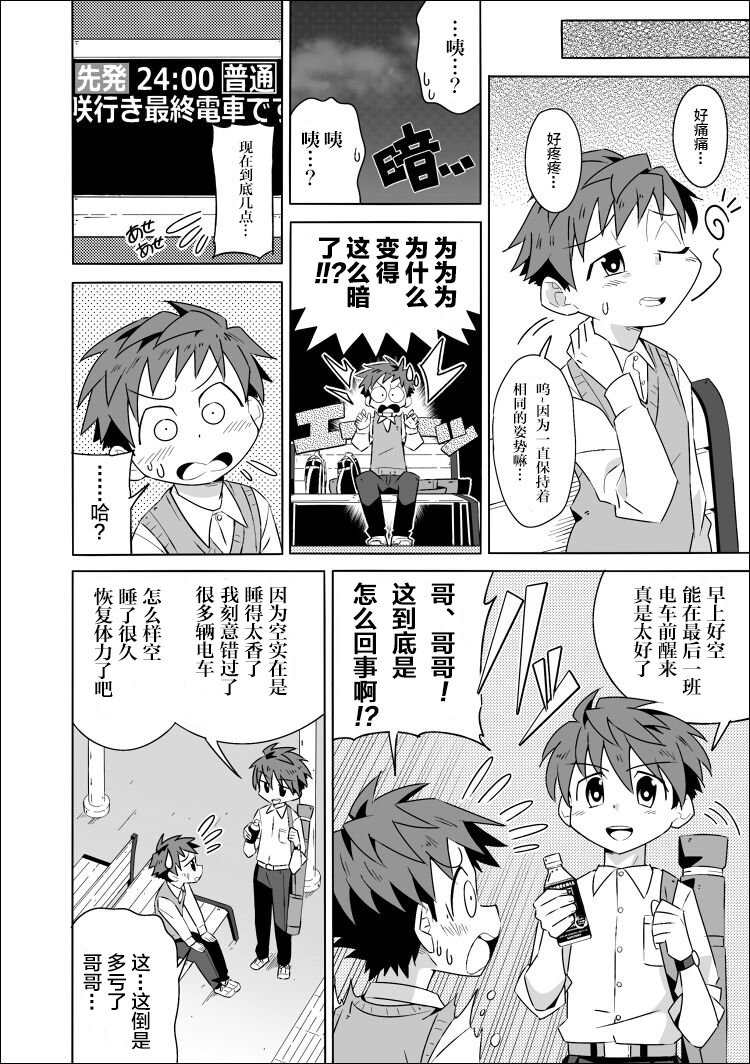 好痛痛…
好疼疼…
呜~因为一直保持着
相同的姿势嘛…
…咦…?
咦咦
…?
暗…
为为为
为什么
变得
这么暗
了!!?
先発 24:00 普通
咲行き最終電車です
现在到底几点…
あせ
あせ
……哈?
早上好空
能在最后一班
电车前醒来
真是太好了
哥、哥哥!
这到底是
怎么回事啊!?
因为空实在是
睡得太香了
我刻意错过了
很多辆电车
怎么样空
睡了很久
恢复体力了吧
这…这倒是
多亏了
哥哥…